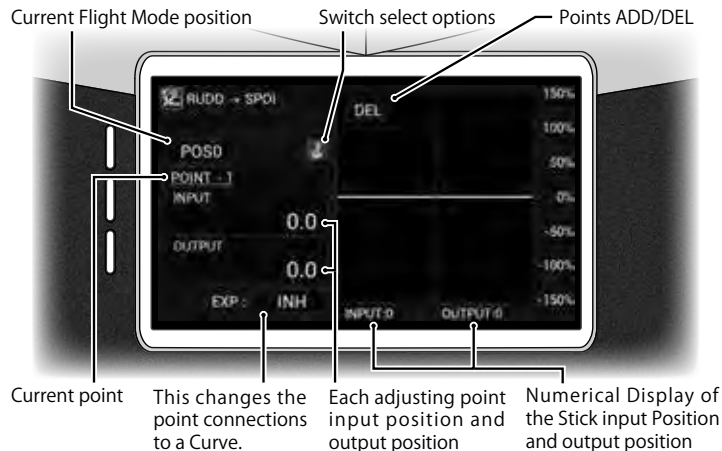 Current Flight Mode position
Switch select options
Points ADD/DEL
RUDD → SPOI
DEL
POS0
POINT - 1
INPUT
0.0
OUTPUT
0.0
EXP : INH
150%
100%
50%
0%
-50%
-100%
-150%
INPUT:0
OUTPUT:0
Current point
This changes the
point connections
to a Curve.
Each adjusting point
input position and
output position
Numerical Display of
the Stick input Position
and output position